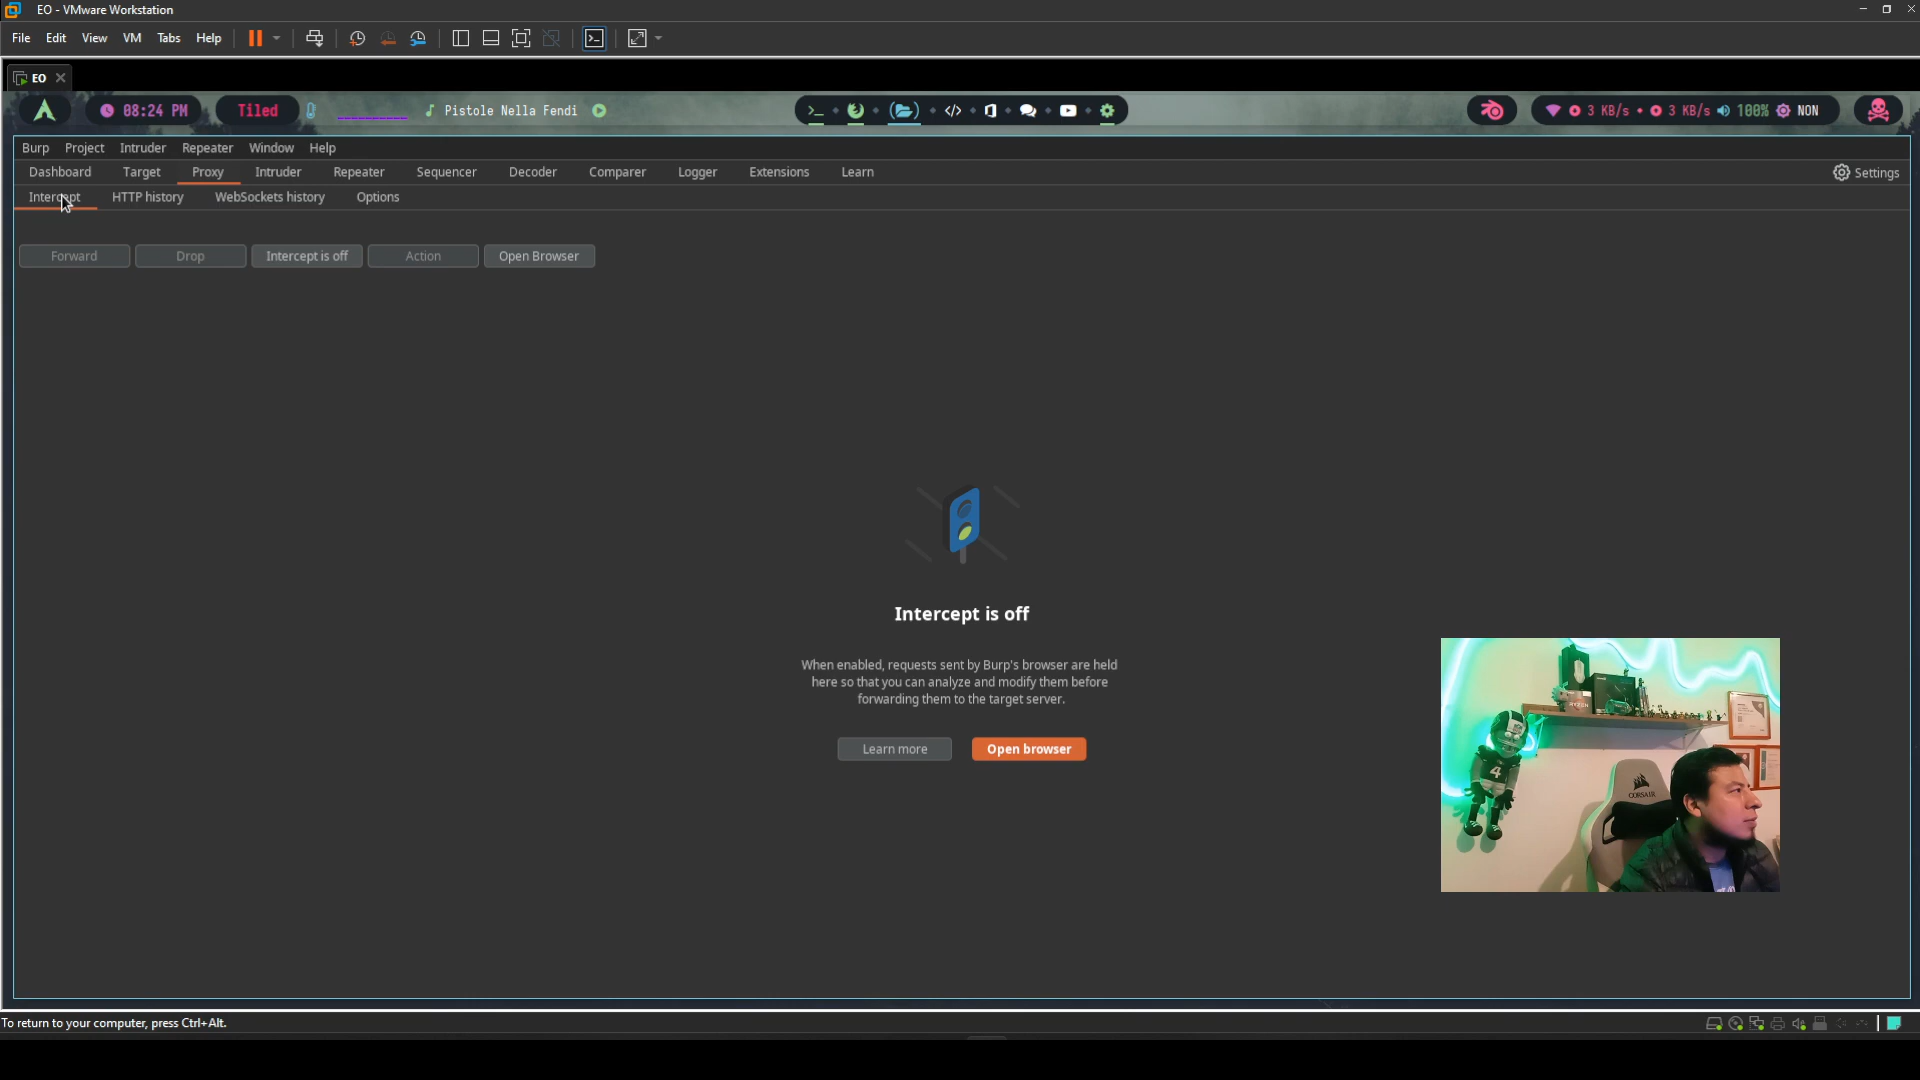 EO - VMware Workstation
File Edit View VM Tabs Help
EO
08:24 PM Tiled Pistole Nella Fendi 3 KB/s 3 KB/s 100% NON
Burp Project Intruder Repeater Window Help
Dashboard Target Proxy Intruder Repeater Sequencer Decoder Comparer Logger Extensions Learn Settings
Intercept HTTP history WebSockets history Options
Forward Drop Intercept is off Action Open Browser
Intercept is off
When enabled, requests sent by Burp's browser are held
here so that you can analyze and modify them before
forwarding them to the target server.
Learn more Open browser
RYZEN
4
CORSAIR
To return to your computer, press Ctrl+Alt.